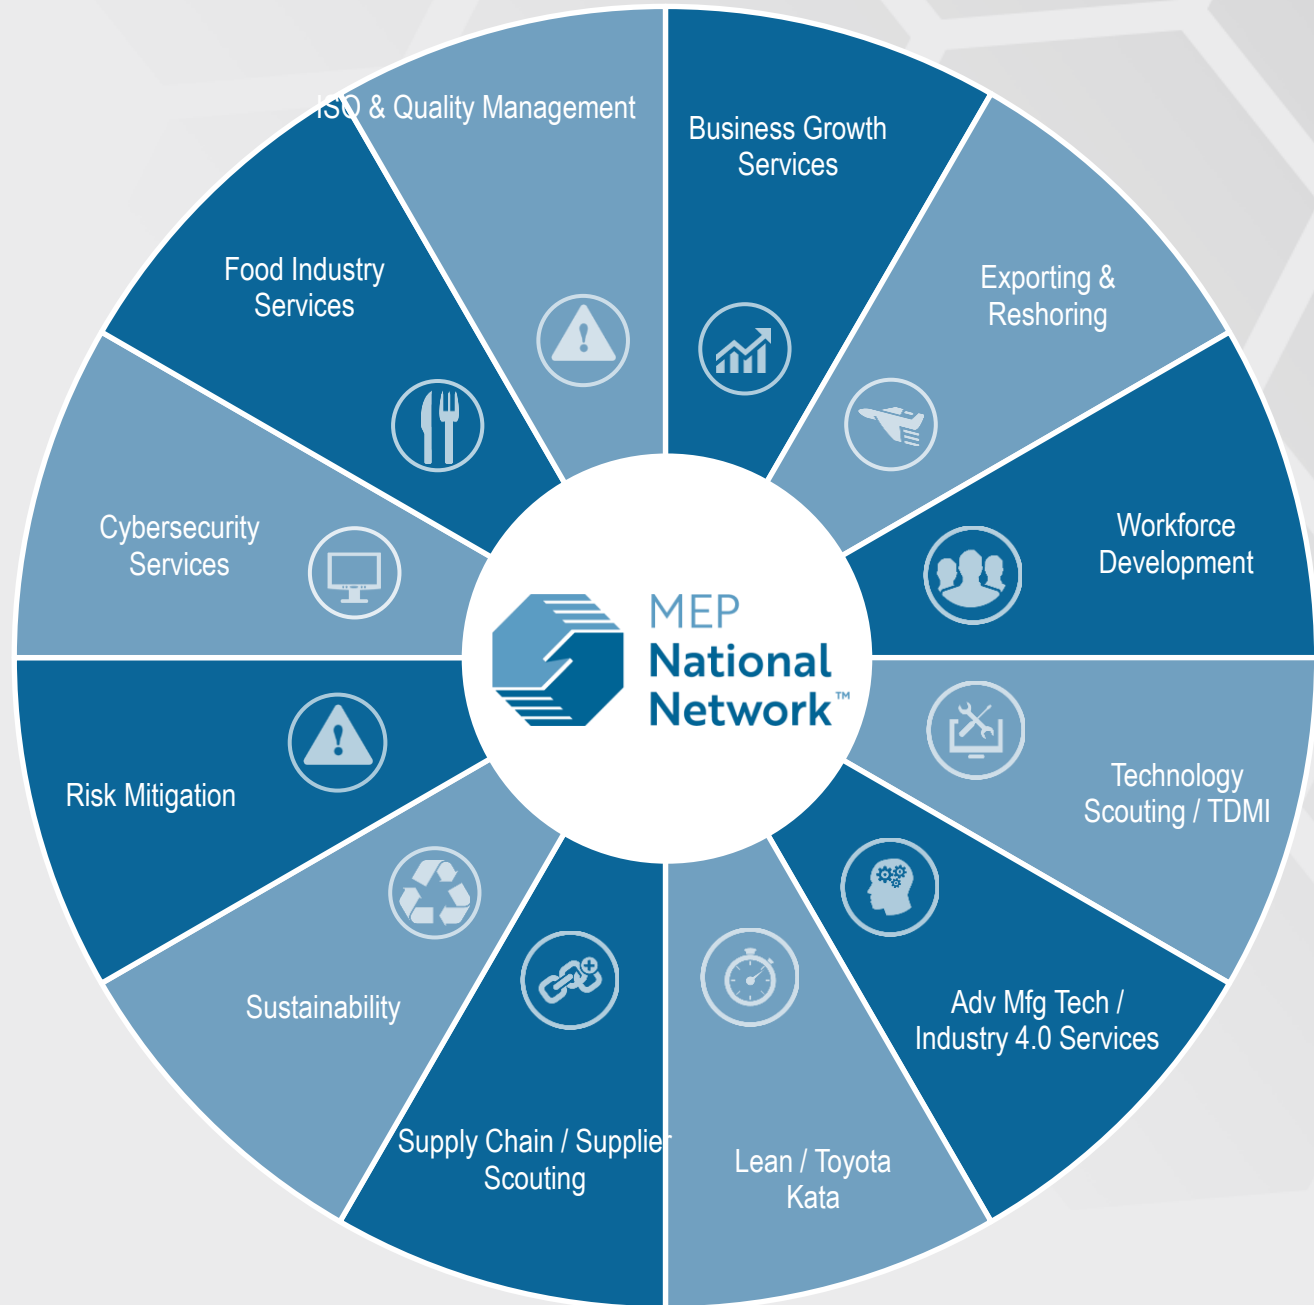 ISO & Quality Management
Business Growth
Services
Exporting &
Reshoring
Workforce
Development
Technology
Scouting / TDMI
Adv Mfg Tech /
Industry 4.0 Services
Lean / Toyota
Kata
Supply Chain / Supplier
Scouting
Sustainability
Risk Mitigation
Cybersecurity
Services
Food Industry
Services
MEP
National
Network™